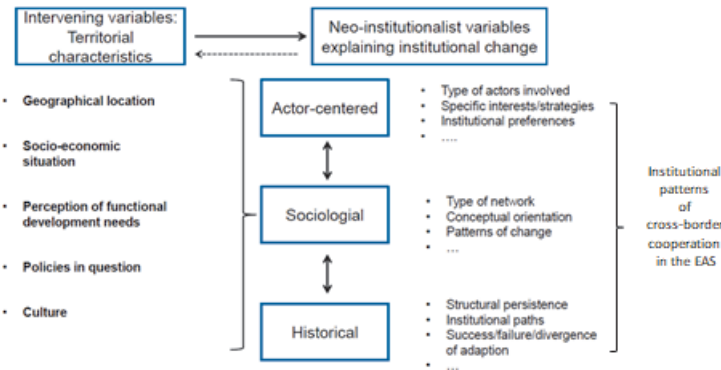 Intervening variables:
Territorial
characteristics
Neo-institutionalist variables
explaining institutional change
• Geographical location
• Socio-economic
situation
• Perception of functional
development needs
• Policies in question
• Culture
Actor-centered
Sociologial
Historical
• Type of actors involved
• Specific interests/strategies
• Institutional preferences
• ....
• Type of network
• Conceptual orientation
• Patterns of change
• ...
• Structural persistence
• Institutional paths
• Success/failure/divergence
of adaption
• ...
Institutional
patterns
of
cross-border
cooperation
in the EAS